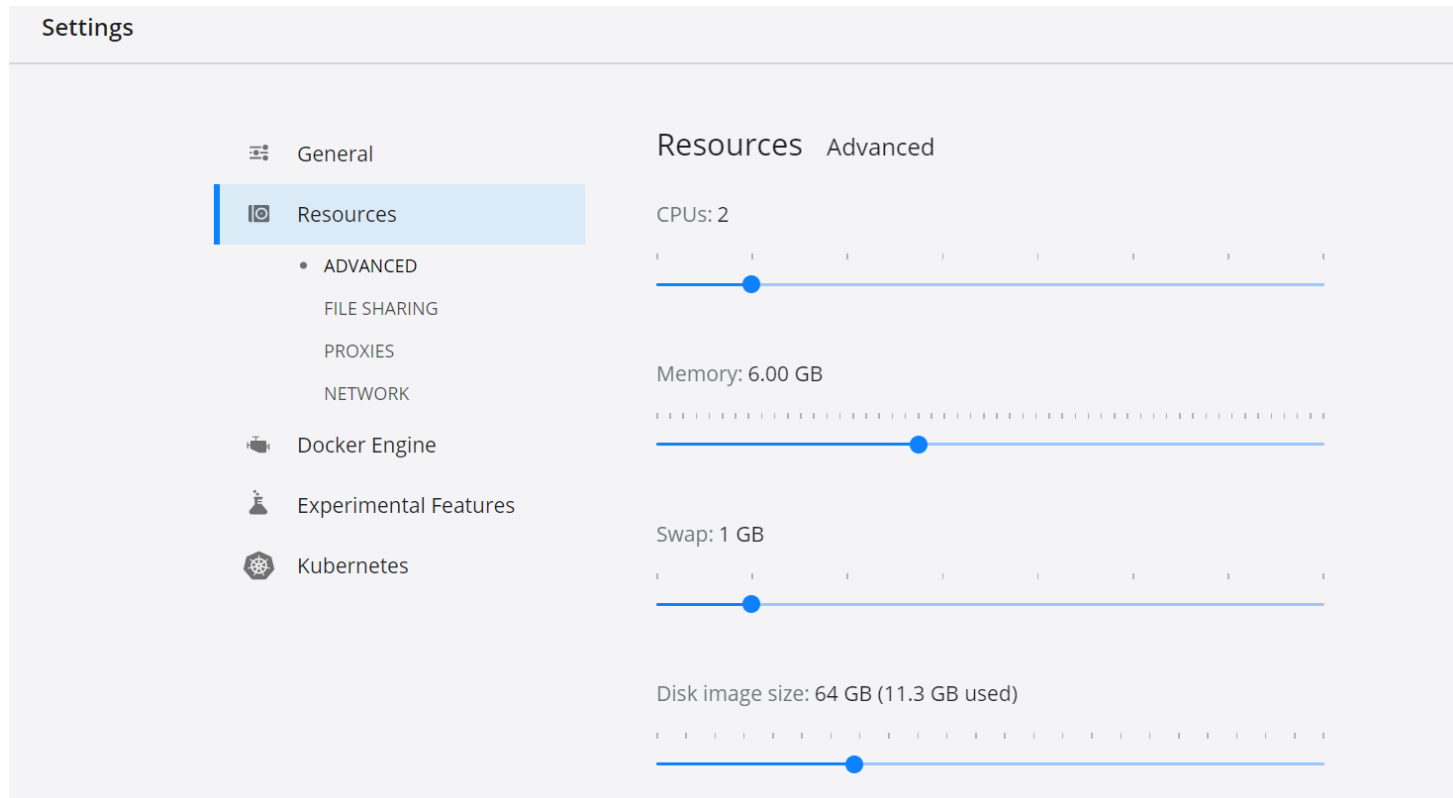 Settings
General
Resources
ADVANCED
FILE SHARING
PROXIES
NETWORK
Docker Engine
Experimental Features
Kubernetes
Resources Advanced
CPUs: 2
Memory: 6.00 GB
Swap: 1 GB
Disk image size: 64 GB (11.3 GB used)